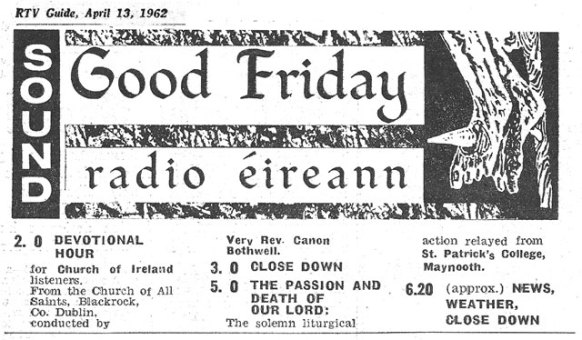 RTV Guide, April 13, 1962
SOUND
Good Friday
radio éireann
2. 0 DEVOTIONAL
HOUR
for Church of Ireland
listeners.
From the Church of All
Saints, Blackrock,
Co. Dublin.
conducted by
Very Rev. Canon
Bothwell.
3. 0 CLOSE DOWN
5. 0 THE PASSION AND
DEATH OF
OUR LORD:
The solemn liturgical
action relayed from
St. Patrick's College,
Maynooth.
6.20 (approx.) NEWS,
WEATHER,
CLOSE DOWN